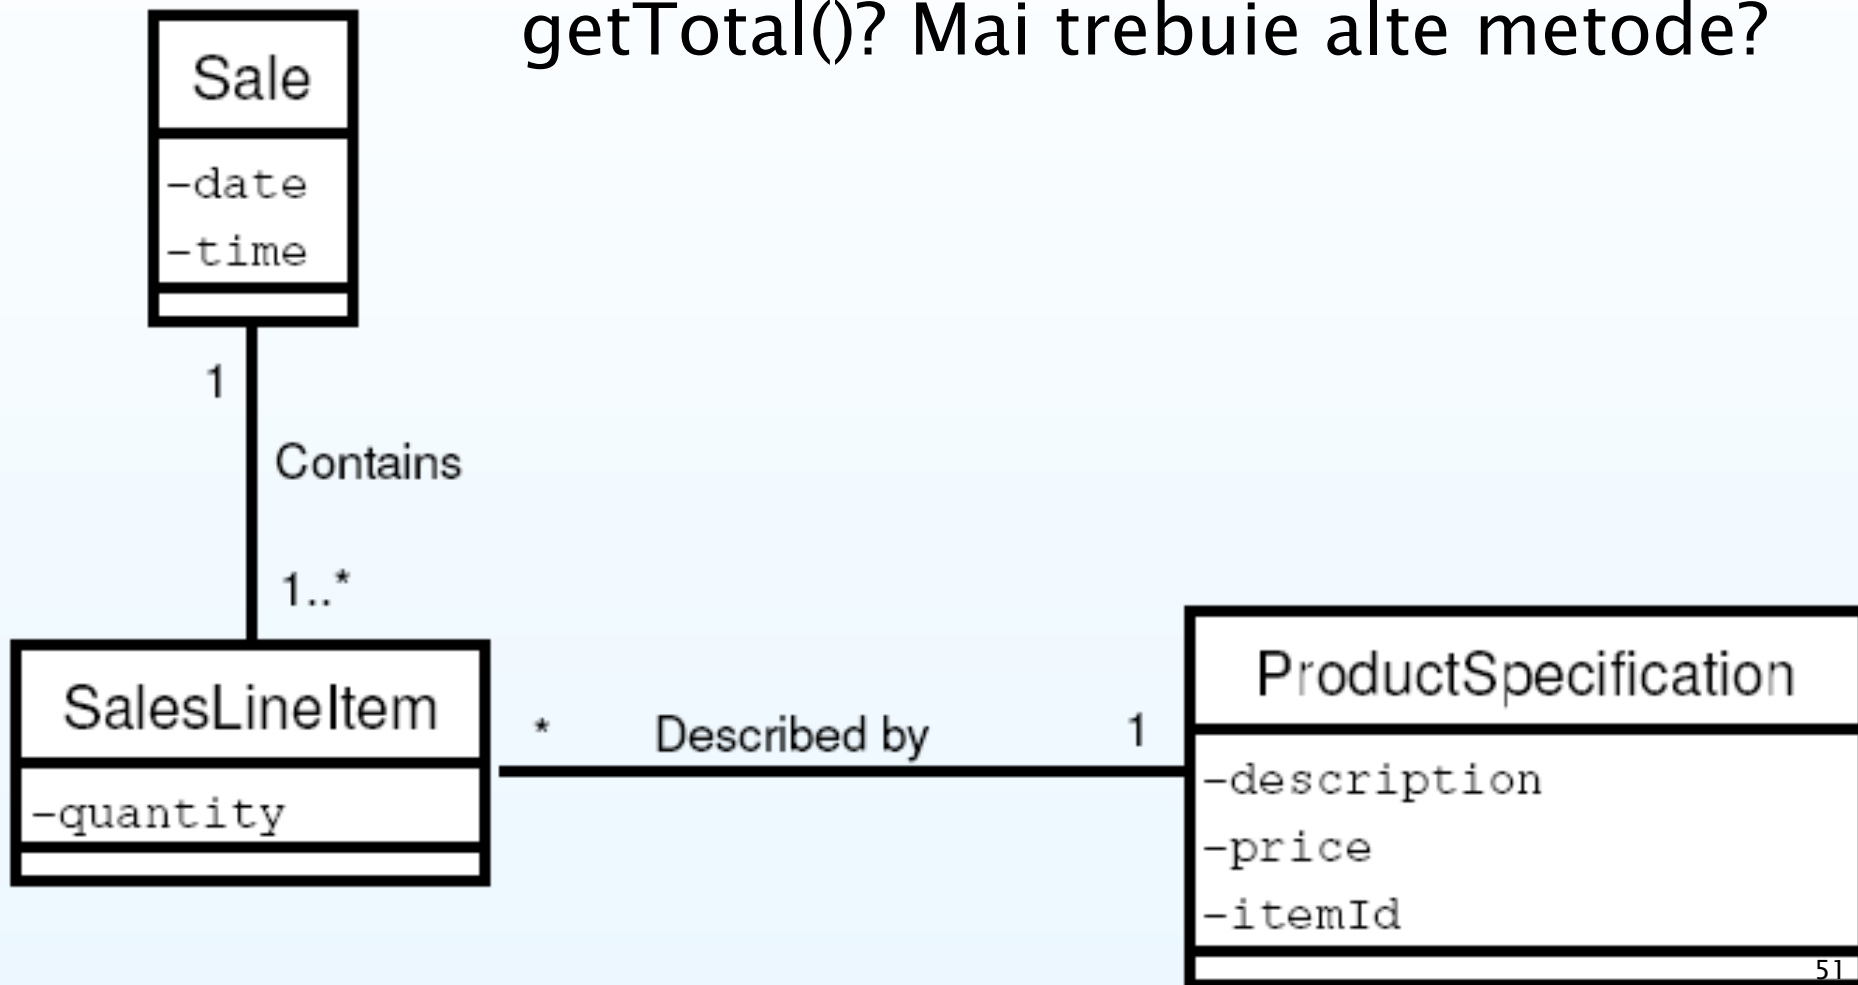 getTotal()? Mai trebuie alte metode?
Sale
-date
-time
1
Contains
1..*
SalesLineItem
-quantity
* Described by 1
ProductSpecification
-description
-price
-itemId
51